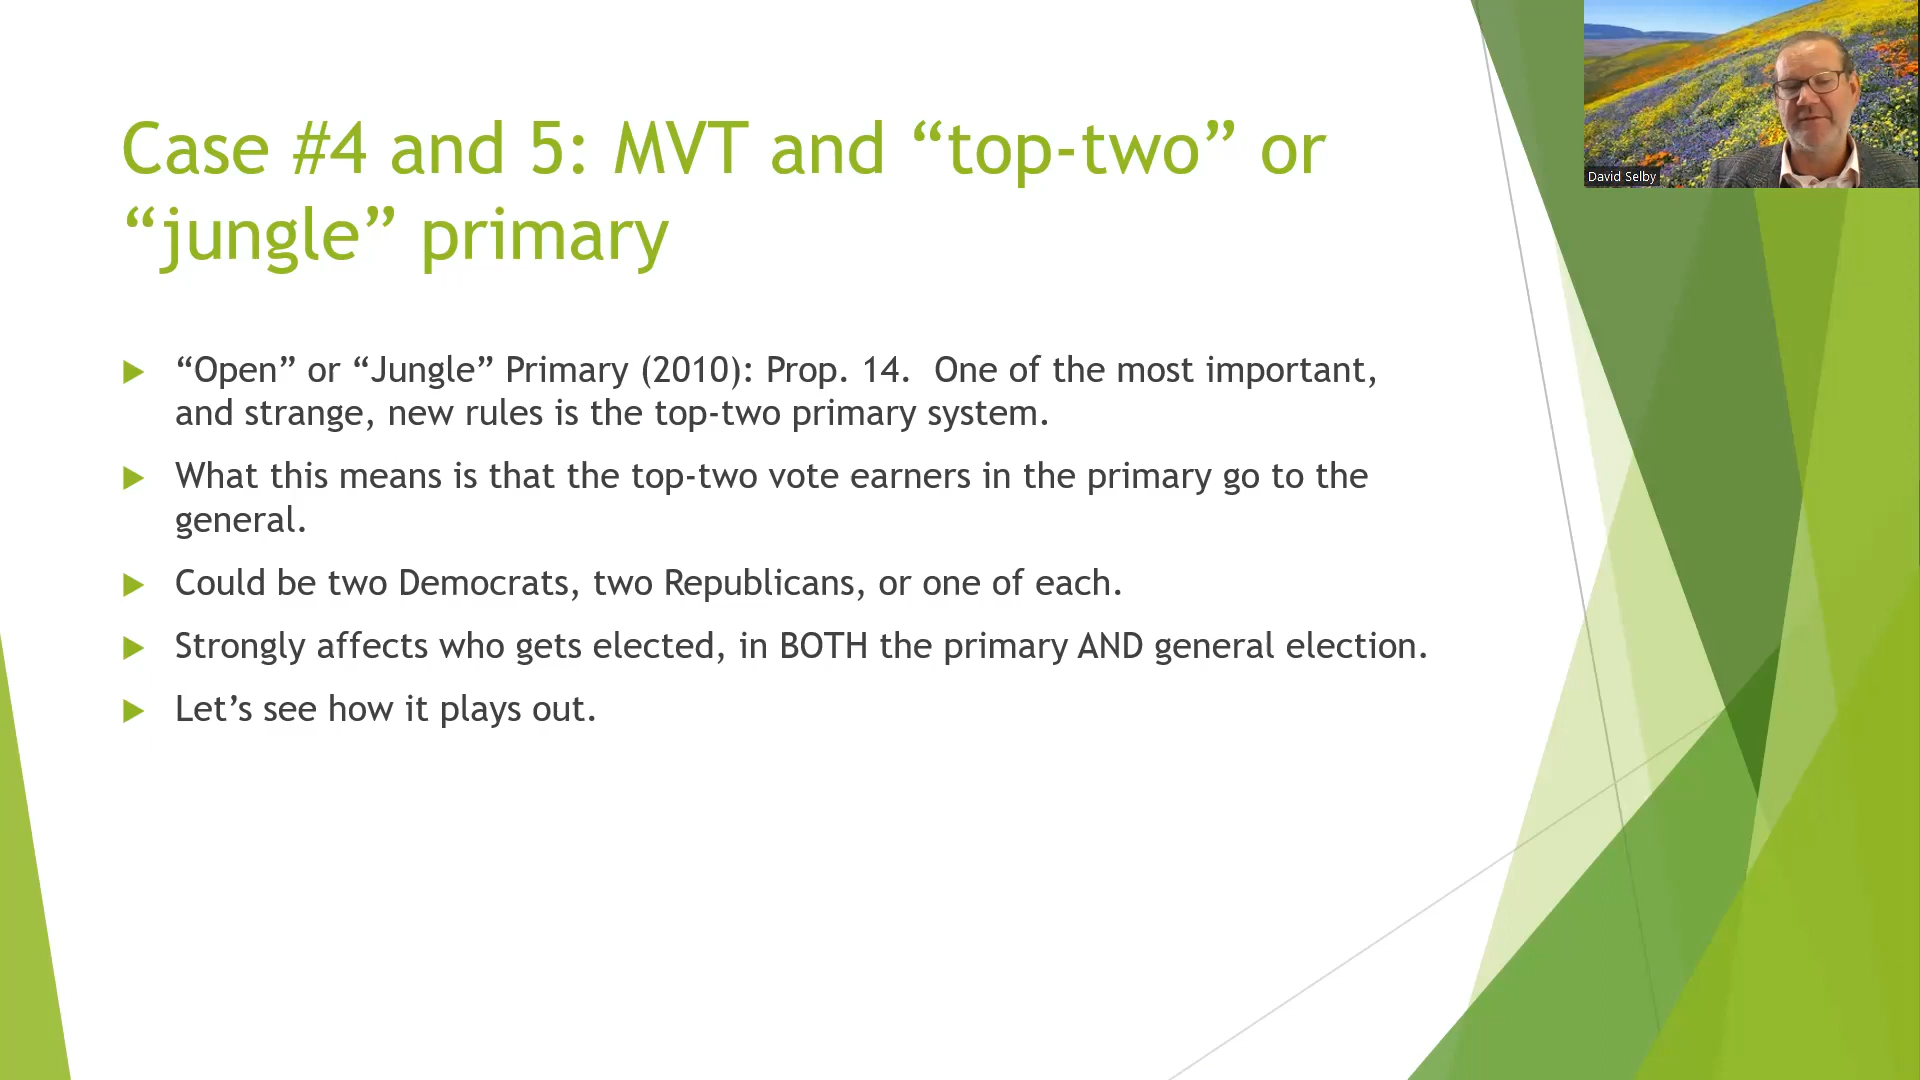 Case #4 and 5: MVT and “top-two” or
“jungle” primary
“Open” or “Jungle” Primary (2010): Prop. 14.  One of the most important,
and strange, new rules is the top-two primary system.
What this means is that the top-two vote earners in the primary go to the
general.
Could be two Democrats, two Republicans, or one of each.
Strongly affects who gets elected, in BOTH the primary AND general election.
Let’s see how it plays out.
David Selby